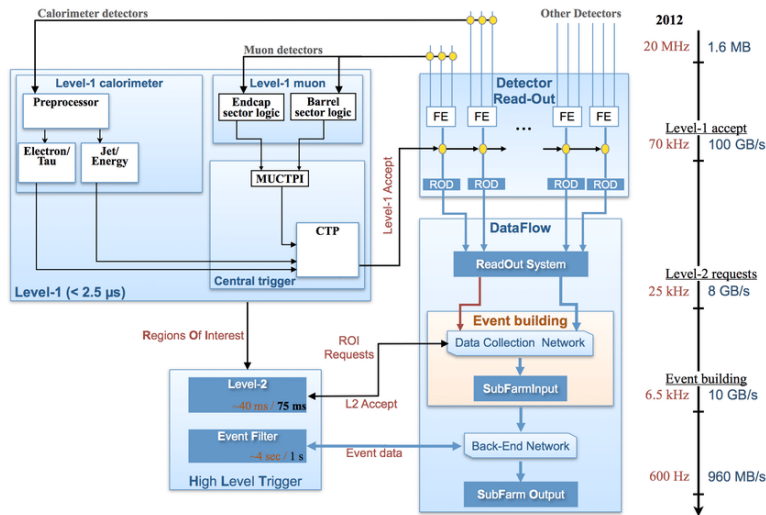 Calorimeter detectors
Muon detectors
Other Detectors
2012
20 MHz
1.6 MB
Level-1 calorimeter
Preprocessor
Electron/
Tau
Jet/
Energy
Level-1 muon
Endcap
sector logic
Barrel
sector logic
MUCTPI
CTP
Central trigger
Level-1 (< 2.5 μs)
Level-1 Accept
Detector
Read-Out
FE
FE
FE
FE
...
ROD
ROD
ROD
ROD
Level-1 accept
70 kHz
100 GB/s
DataFlow
ReadOut System
Level-2 requests
25 kHz
8 GB/s
Regions Of Interest
ROI
Requests
Event building
Data Collection Network
SubFarmInput
Level-2
~40 ms / 75 ms
L2 Accept
Event building
6.5 kHz
10 GB/s
Event Filter
~4 sec / 1 s
Event data
Back-End Network
High Level Trigger
SubFarm Output
600 Hz
960 MB/s